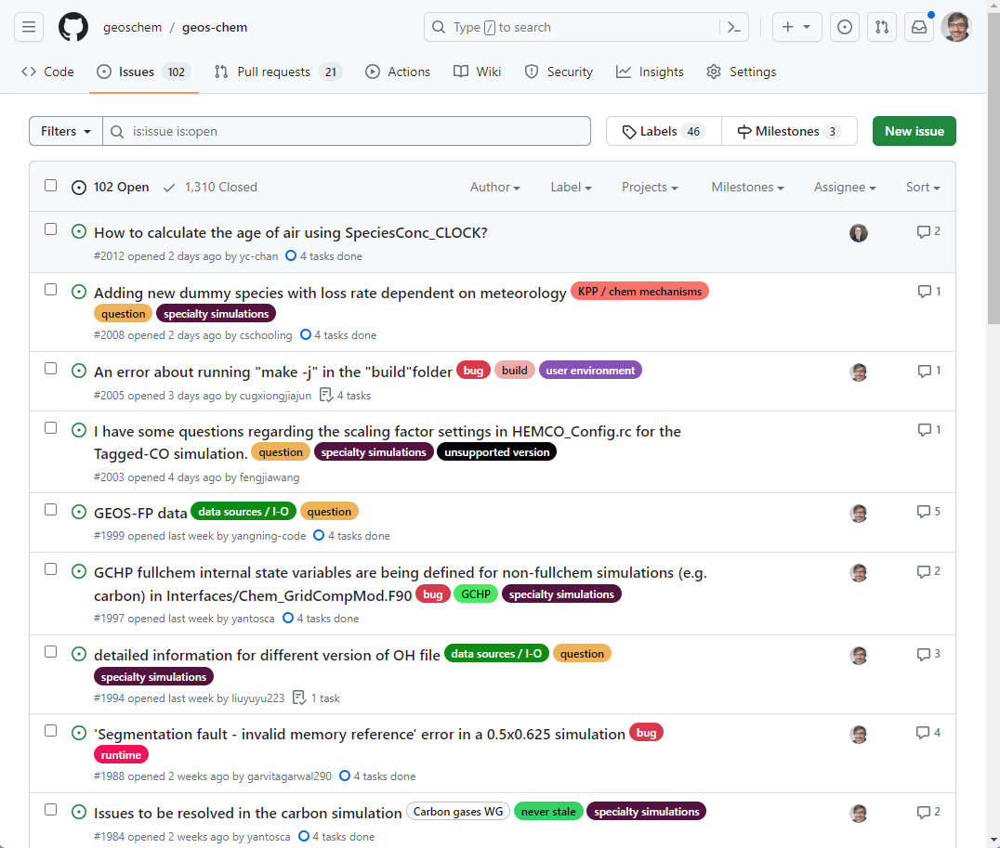 geoschem / geos-chem Type / to search
Code Issues 102 Pull requests 21 Actions Wiki Security Insights Settings
Filters is:issue is:open Labels 46 Milestones 3 New issue
102 Open 1,310 Closed Author Label Projects Milestones Assignee Sort
How to calculate the age of air using SpeciesConc_CLOCK? 2
#2012 opened 2 days ago by yc-chan 4 tasks done
Adding new dummy species with loss rate dependent on meteorology KPP / chem mechanisms 1
question specialty simulations
#2008 opened 2 days ago by cschooling 4 tasks done
An error about running "make -j" in the "build"folder bug build user environment 1
#2005 opened 3 days ago by cugxiongjiajun 4 tasks
I have some questions regarding the scaling factor settings in HEMCO_Config.rc for the 1
Tagged-CO simulation. question specialty simulations unsupported version
#2003 opened 4 days ago by fengjiawang
GEOS-FP data data sources / I-O question 5
#1999 opened last week by yangning-code 4 tasks done
GCHP fullchem internal state variables are being defined for non-fullchem simulations (e.g. 2
carbon) in Interfaces/Chem_GridCompMod.F90 bug GCHP specialty simulations
#1997 opened last week by yantosca 4 tasks done
detailed information for different version of OH file data sources / I-O question 3
specialty simulations
#1994 opened last week by liuyuyu223 1 task
'Segmentation fault - invalid memory reference' error in a 0.5x0.625 simulation bug 4
runtime
#1988 opened 2 weeks ago by garvitagarwal290 4 tasks done
Issues to be resolved in the carbon simulation Carbon gases WG never stale specialty simulations 2
#1984 opened 2 weeks ago by yantosca 4 tasks done